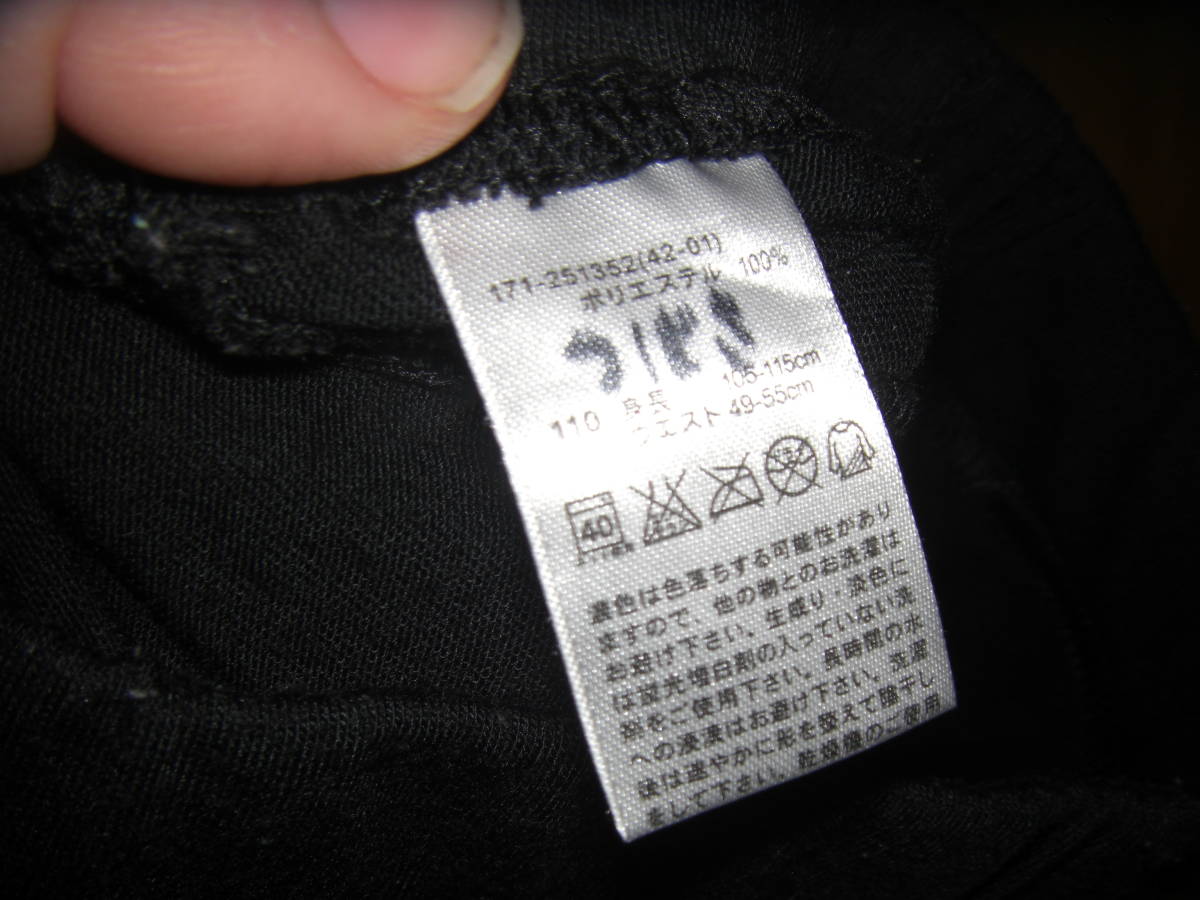 171-251352(42-01)
ポリエステル 100%
つばさ
110 身長 105-115cm
ウエスト 49-55cm
40
濃色は色落ちする可能性があり
ますので、他の物とのお洗濯は
お避け下さい。生成り・淡色に
は蛍光増白剤の入っていない洗
剤をご使用下さい。長時間の水
への浸漬はお避け下さい。洗濯
後は速やかに形を整えて陰干し
をして下さい。乾燥機のご使用